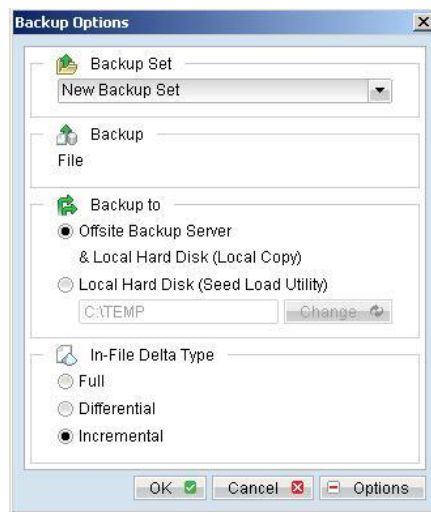 Backup Options
Backup Set
New Backup Set
Backup
File
Backup to
Offsite Backup Server
& Local Hard Disk (Local Copy)
Local Hard Disk (Seed Load Utility)
C:\TEMP
Change
In-File Delta Type
Full
Differential
Incremental
OK Cancel Options